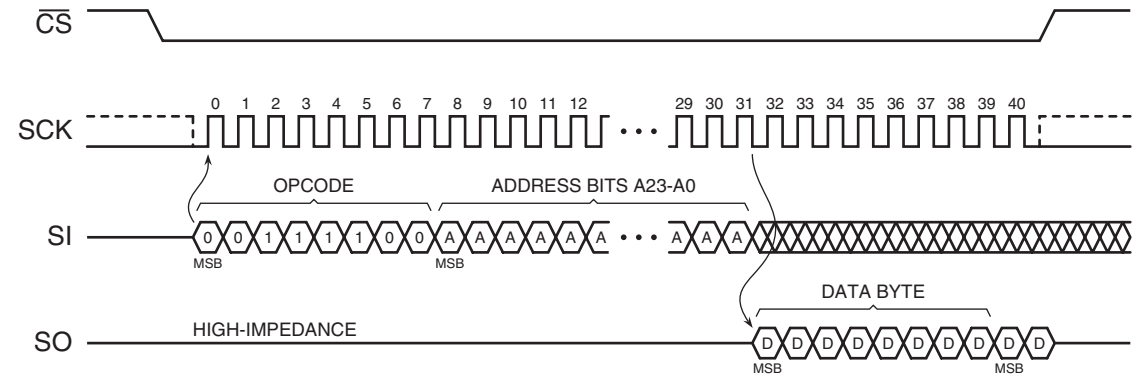 CS
0 1 2 3 4 5 6 7 8 9 10 11 12 29 30 31 32 33 34 35 36 37 38 39 40
SCK
OPCODE ADDRESS BITS A23-A0
SI 0 0 1 1 1 1 0 0 A A A A A A • • • A A A
MSB MSB
DATA BYTE
HIGH-IMPEDANCE
SO D D D D D D D D D D
MSB MSB